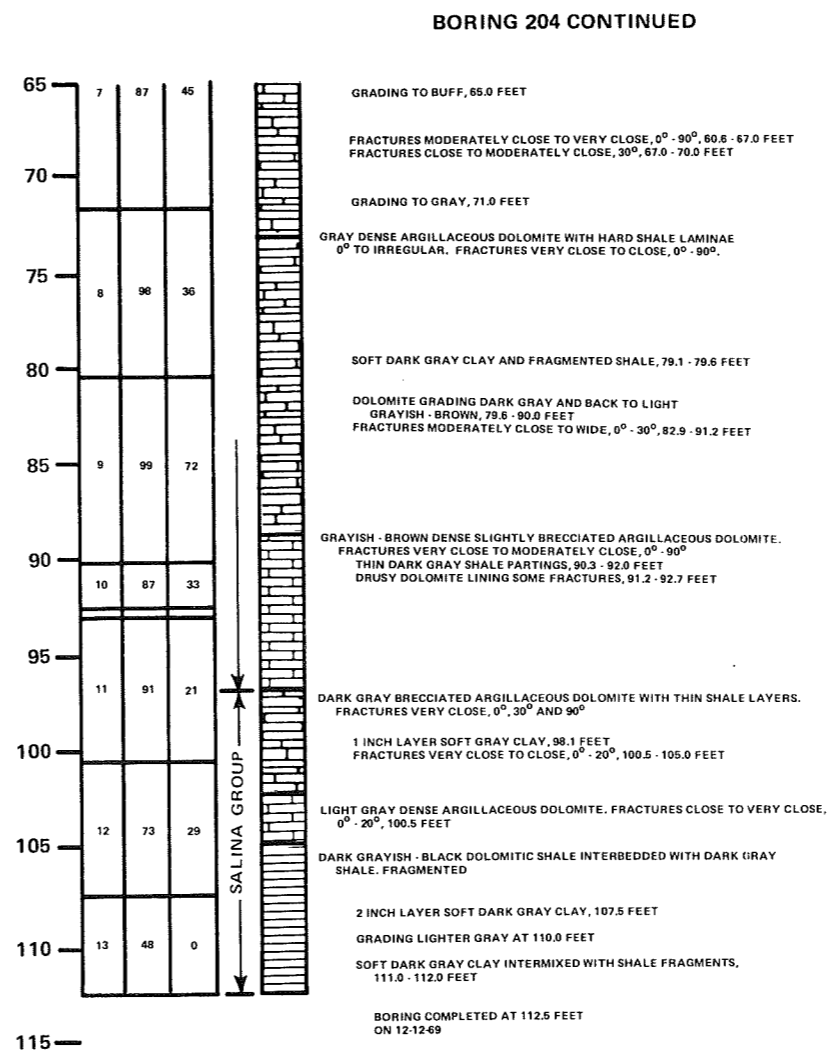 BORING 204 CONTINUED
65
7 87 45
GRADING TO BUFF, 65.0 FEET
FRACTURES MODERATELY CLOSE TO VERY CLOSE, 0° - 90°, 60.6 - 67.0 FEET
FRACTURES CLOSE TO MODERATELY CLOSE, 30°, 67.0 - 70.0 FEET
70
GRADING TO GRAY, 71.0 FEET
GRAY DENSE ARGILLACEOUS DOLOMITE WITH HARD SHALE LAMINAE
0° TO IRREGULAR. FRACTURES VERY CLOSE TO CLOSE, 0° - 90°.
75
8 98 36
SOFT DARK GRAY CLAY AND FRAGMENTED SHALE, 79.1 - 79.6 FEET
80
DOLOMITE GRADING DARK GRAY AND BACK TO LIGHT
GRAYISH - BROWN, 79.6 - 90.0 FEET
FRACTURES MODERATELY CLOSE TO WIDE, 0° - 30°, 82.9 - 91.2 FEET
85
9 99 72
GRAYISH - BROWN DENSE SLIGHTLY BRECCIATED ARGILLACEOUS DOLOMITE.
FRACTURES VERY CLOSE TO MODERATELY CLOSE, 0° - 90°
90
THIN DARK GRAY SHALE PARTINGS, 90.3 - 92.0 FEET
DRUSY DOLOMITE LINING SOME FRACTURES, 91.2 - 92.7 FEET
10 87 33
95
11 91 21
DARK GRAY BRECCIATED ARGILLACEOUS DOLOMITE WITH THIN SHALE LAYERS.
FRACTURES VERY CLOSE, 0°, 30° AND 90°
1 INCH LAYER SOFT GRAY CLAY, 98.1 FEET
FRACTURES VERY CLOSE TO CLOSE, 0° - 20°, 100.5 - 105.0 FEET
100
SALINA GROUP
LIGHT GRAY DENSE ARGILLACEOUS DOLOMITE. FRACTURES CLOSE TO VERY CLOSE,
0° - 20°, 100.5 FEET
12 73 29
105
DARK GRAYISH - BLACK DOLOMITIC SHALE INTERBEDDED WITH DARK GRAY
SHALE. FRAGMENTED
2 INCH LAYER SOFT DARK GRAY CLAY, 107.5 FEET
GRADING LIGHTER GRAY AT 110.0 FEET
110
13 48 0
SOFT DARK GRAY CLAY INTERMIXED WITH SHALE FRAGMENTS,
111.0 - 112.0 FEET
BORING COMPLETED AT 112.5 FEET
ON 12-12-69
115